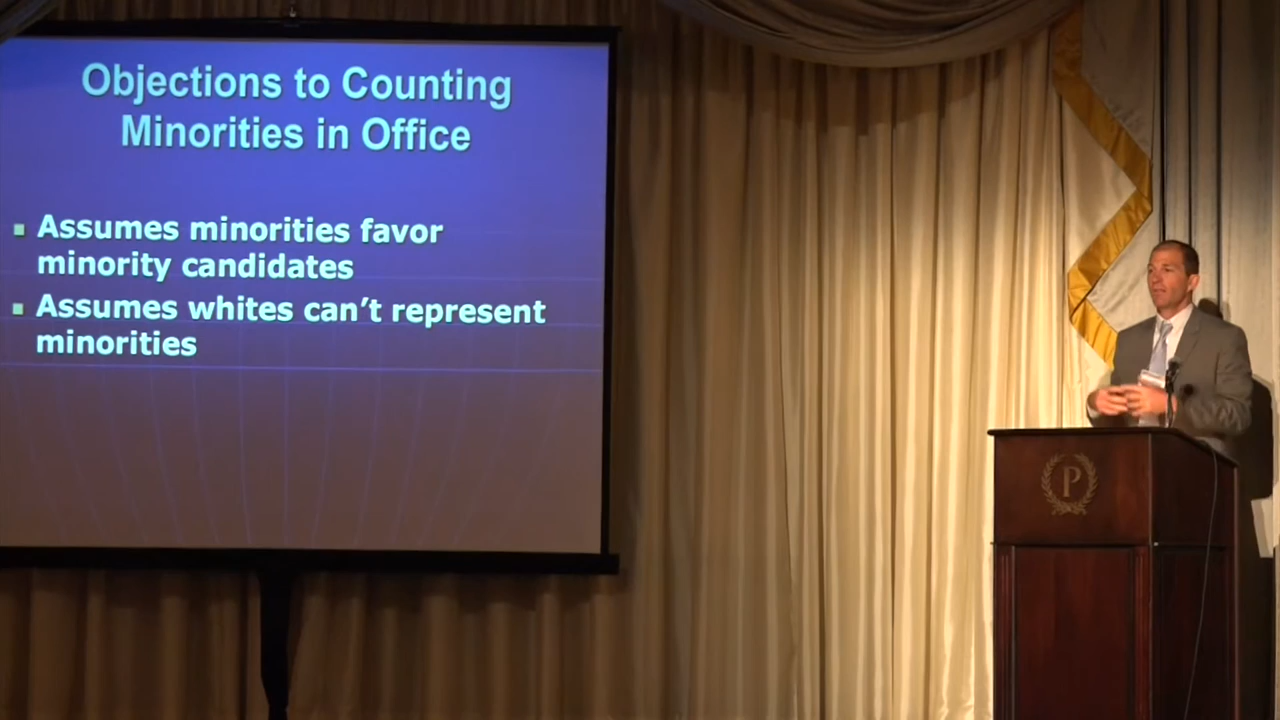 Objections to Counting
Minorities in Office
Assumes minorities favor
minority candidates
Assumes whites can’t represent
minorities
P